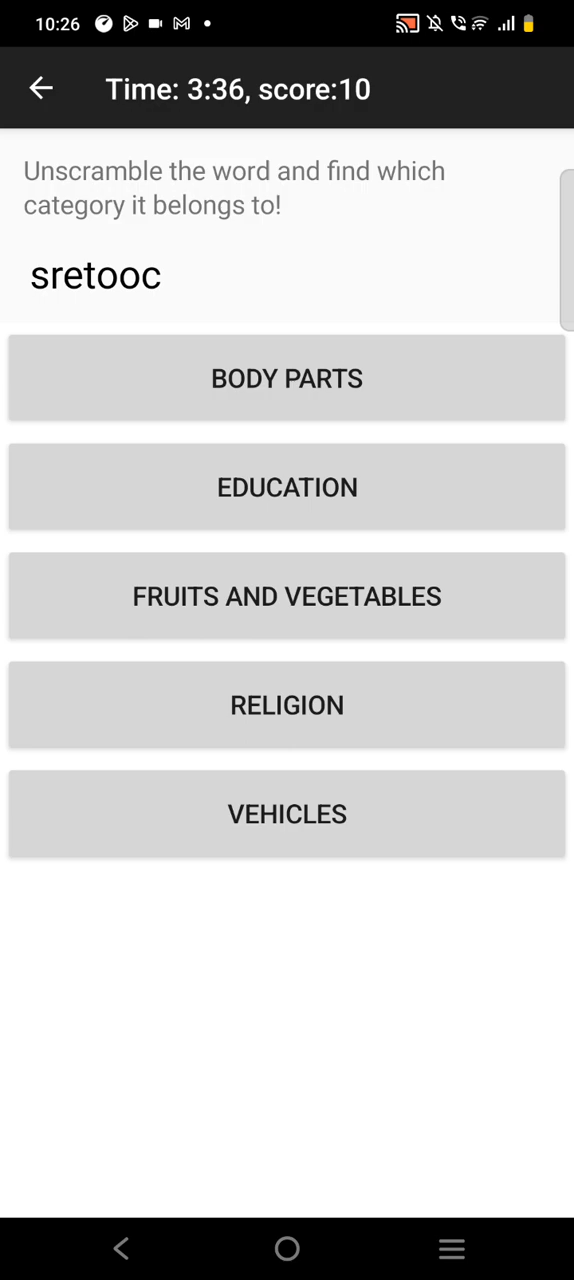 10:26
Time: 3:36, score:10
Unscramble the word and find which
category it belongs to!
sretooc
BODY PARTS
EDUCATION
FRUITS AND VEGETABLES
RELIGION
VEHICLES